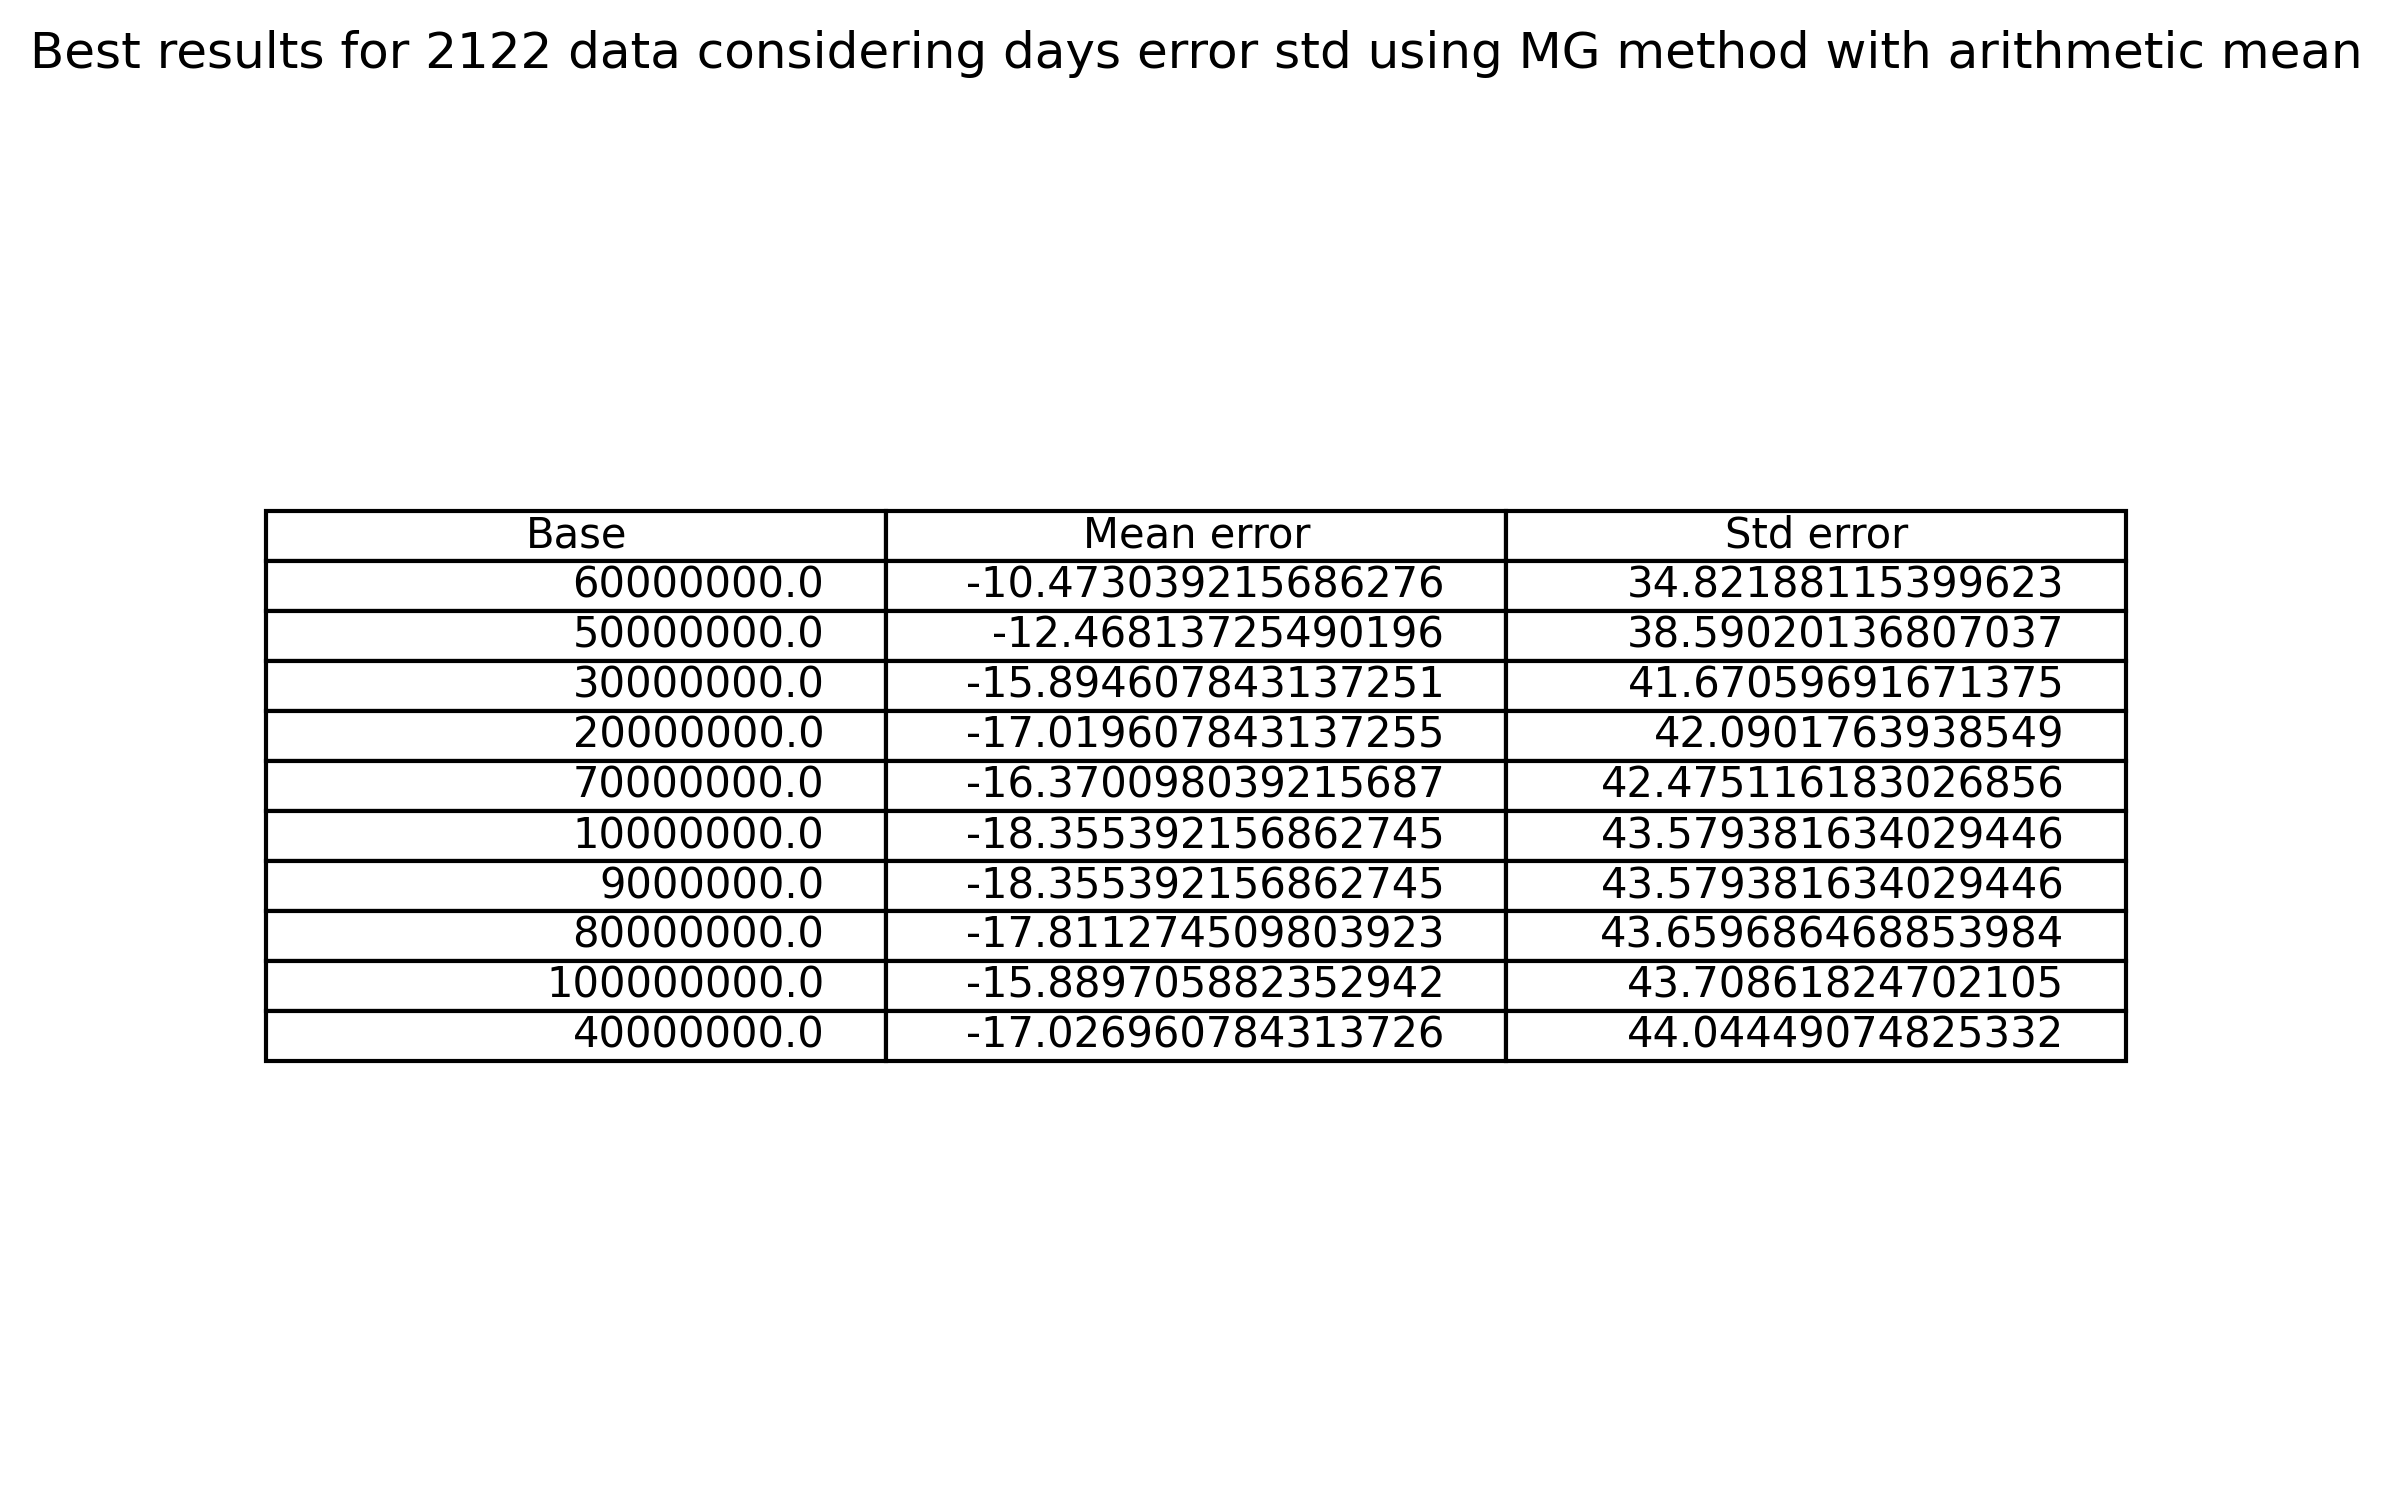 Best results for 2122 data considering days error std using MG method with arithmetic mean
Base Mean error Std error
60000000.0 -10.473039215686276 34.82188115399623
50000000.0 -12.46813725490196 38.59020136807037
30000000.0 -15.894607843137251 41.67059691671375
20000000.0 -17.019607843137255 42.0901763938549
70000000.0 -16.370098039215687 42.475116183026856
10000000.0 -18.355392156862745 43.579381634029446
9000000.0 -18.355392156862745 43.579381634029446
80000000.0 -17.811274509803923 43.659686468853984
100000000.0 -15.889705882352942 43.70861824702105
40000000.0 -17.026960784313726 44.04449074825332